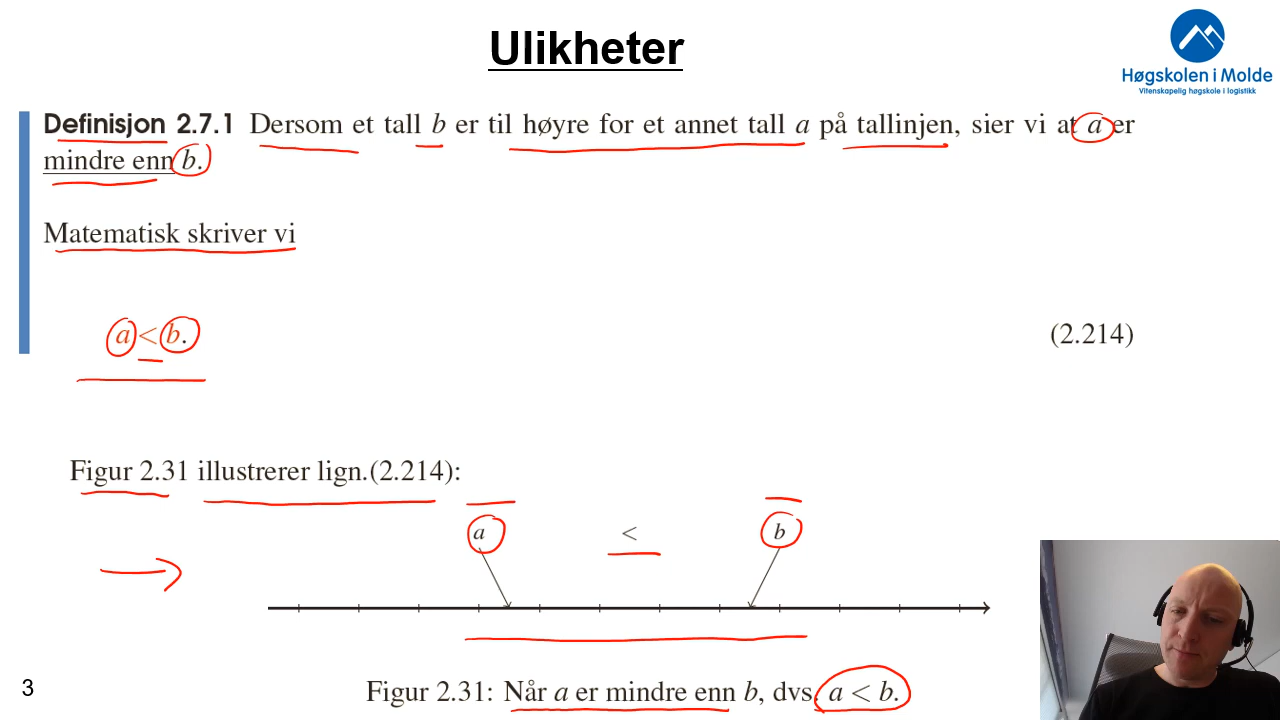 Ulikheter
Høgskolen i Molde
Vitenskapelig høgskole i logistikk
Definisjon 2.7.1 Dersom et tall b er til høyre for et annet tall a på tallinjen, sier vi at a er
mindre enn b.
Matematisk skriver vi
a < b. (2.214)
Figur 2.31 illustrerer lign.(2.214):
a < b
Figur 2.31: Når a er mindre enn b, dvs. a < b.
3